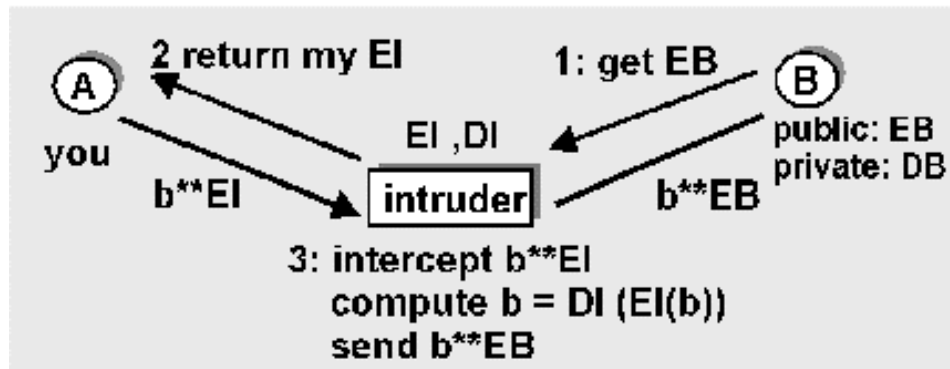 2 return my EI
1: get EB
A
B
EI ,DI
public: EB
you
private: DB
b**EI
intruder
b**EB
3: intercept b**EI
compute b = DI (EI(b))
send b**EB